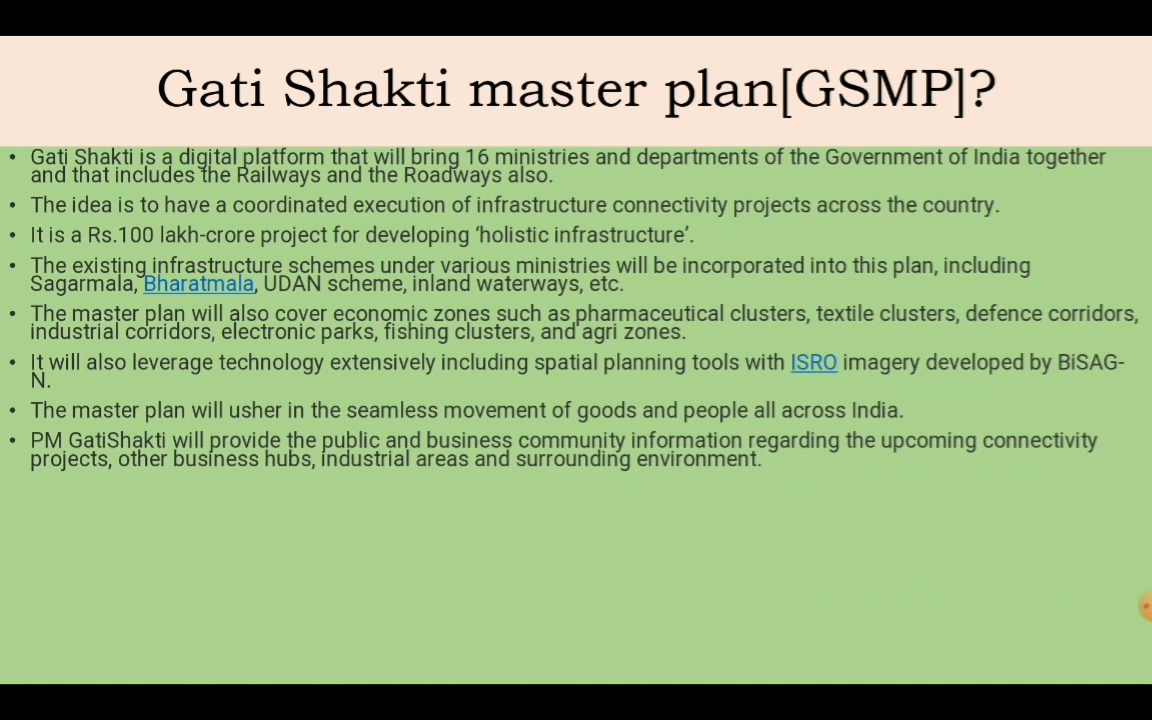 Gati Shakti master plan[GSMP]?
• Gati Shakti is a digital platform that will bring 16 ministries and departments of the Government of India together
and that includes the Railways and the Roadways also.
• The idea is to have a coordinated execution of infrastructure connectivity projects across the country.
• It is a Rs.100 lakh-crore project for developing ‘holistic infrastructure’.
• The existing infrastructure schemes under various ministries will be incorporated into this plan, including
Sagarmala, Bharatmala, UDAN scheme, inland waterways, etc.
• The master plan will also cover economic zones such as pharmaceutical clusters, textile clusters, defence corridors,
industrial corridors, electronic parks, fishing clusters, and agri zones.
• It will also leverage technology extensively including spatial planning tools with ISRO imagery developed by BiSAG-
N.
• The master plan will usher in the seamless movement of goods and people all across India.
• PM GatiShakti will provide the public and business community information regarding the upcoming connectivity
projects, other business hubs, industrial areas and surrounding environment.